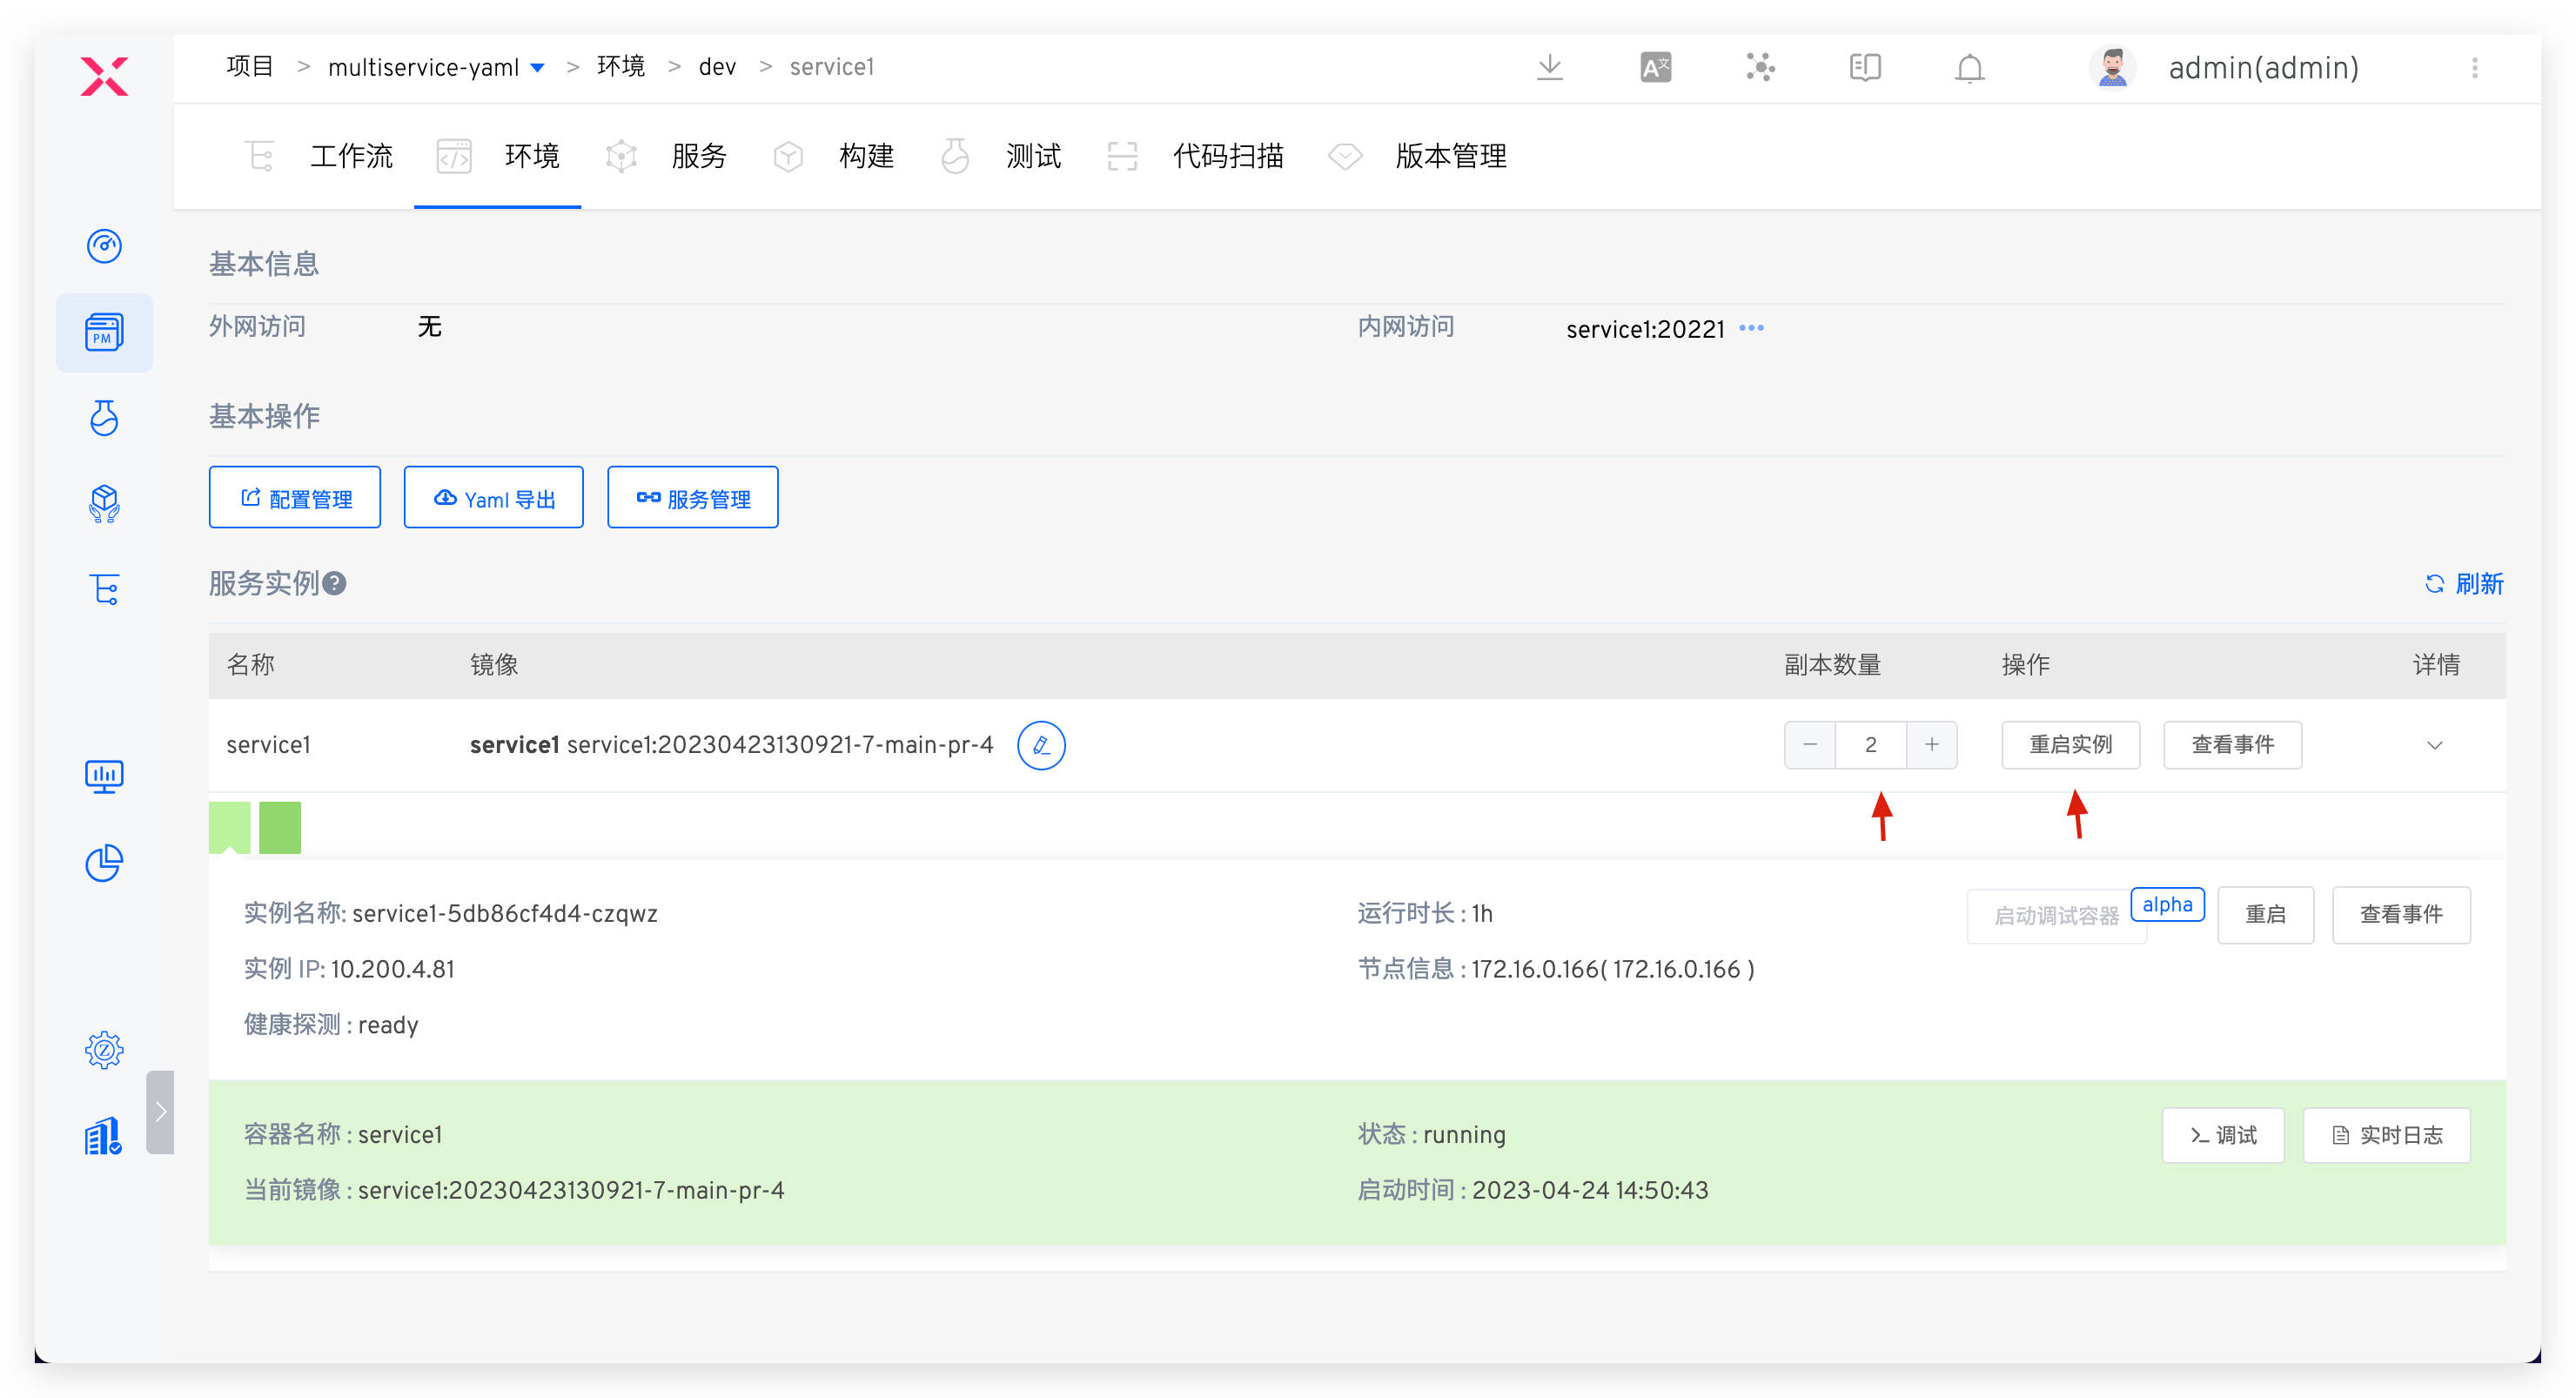 项目 > multiservice-yaml > 环境 > dev > service1 admin(admin)
工作流 环境 服务 构建 测试 代码扫描 版本管理
基本信息
外网访问 无 内网访问 service1:20221
基本操作
配置管理 Yaml 导出 服务管理
服务实例 刷新
名称 镜像 副本数量 操作 详情
service1 service1 service1:20230423130921-7-main-pr-4 2 重启实例 查看事件
实例名称: service1-5db86cf4d4-czqwz 运行时长 : 1h 启动调试容器 alpha 重启 查看事件
实例 IP: 10.200.4.81 节点信息 : 172.16.0.166( 172.16.0.166 )
健康探测 : ready
容器名称 : service1 状态 : running 调试 实时日志
当前镜像 : service1:20230423130921-7-main-pr-4 启动时间 : 2023-04-24 14:50:43
PM